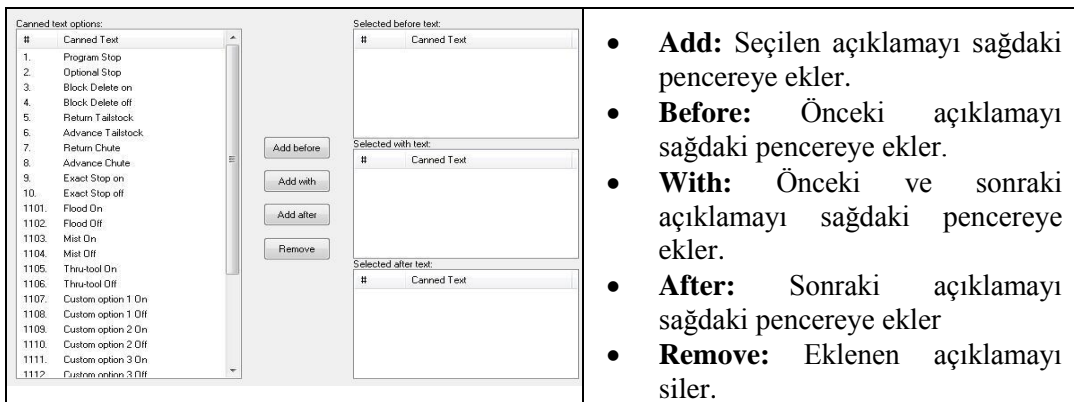 Canned text options:
# Canned Text
1. Program Stop
2. Optional Stop
3. Block Delete on
4. Block Delete off
5. Return Tailstock
6. Advance Tailstock
7. Return Chute
8. Advance Chute
9. Exact Stop on
10. Exact Stop off
1101. Flood On
1102. Flood Off
1103. Mist On
1104. Mist Off
1105. Thru-tool On
1106. Thru-tool Off
1107. Custom option 1 On
1108. Custom option 1 Off
1109. Custom option 2 On
1110. Custom option 2 Off
1111. Custom option 3 On
1112 Custom option 3 Off
Add before
Add with
Add after
Remove
Selected before text:
# Canned Text
Selected with text:
# Canned Text
Selected after text:
# Canned Text
• Add: Seçilen açıklamayı sağdaki
pencereye ekler.
• Before: Önceki açıklamayı
sağdaki pencereye ekler.
• With: Önceki ve sonraki
açıklamayı sağdaki pencereye
ekler.
• After: Sonraki açıklamayı
sağdaki pencereye ekler
• Remove: Eklenen açıklamayı
siler.